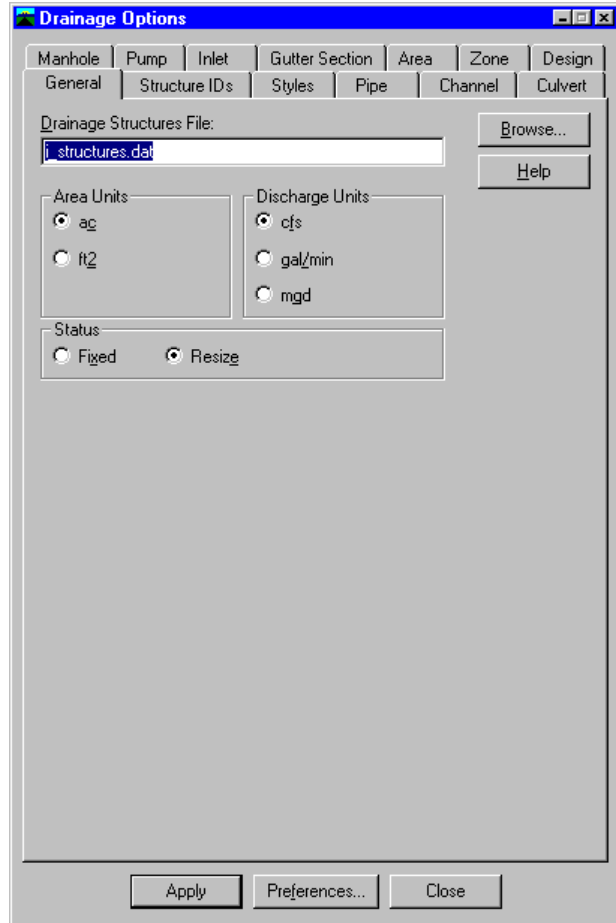 Drainage Options
Manhole Pump Inlet Gutter Section Area Zone Design
General Structure IDs Styles Pipe Channel Culvert
Drainage Structures File:
Browse...
j_structures.dat
Help
Area Units Discharge Units
ac cfs
ft2 gal/min
mgd
Status
Fixed Resize
Apply Preferences... Close